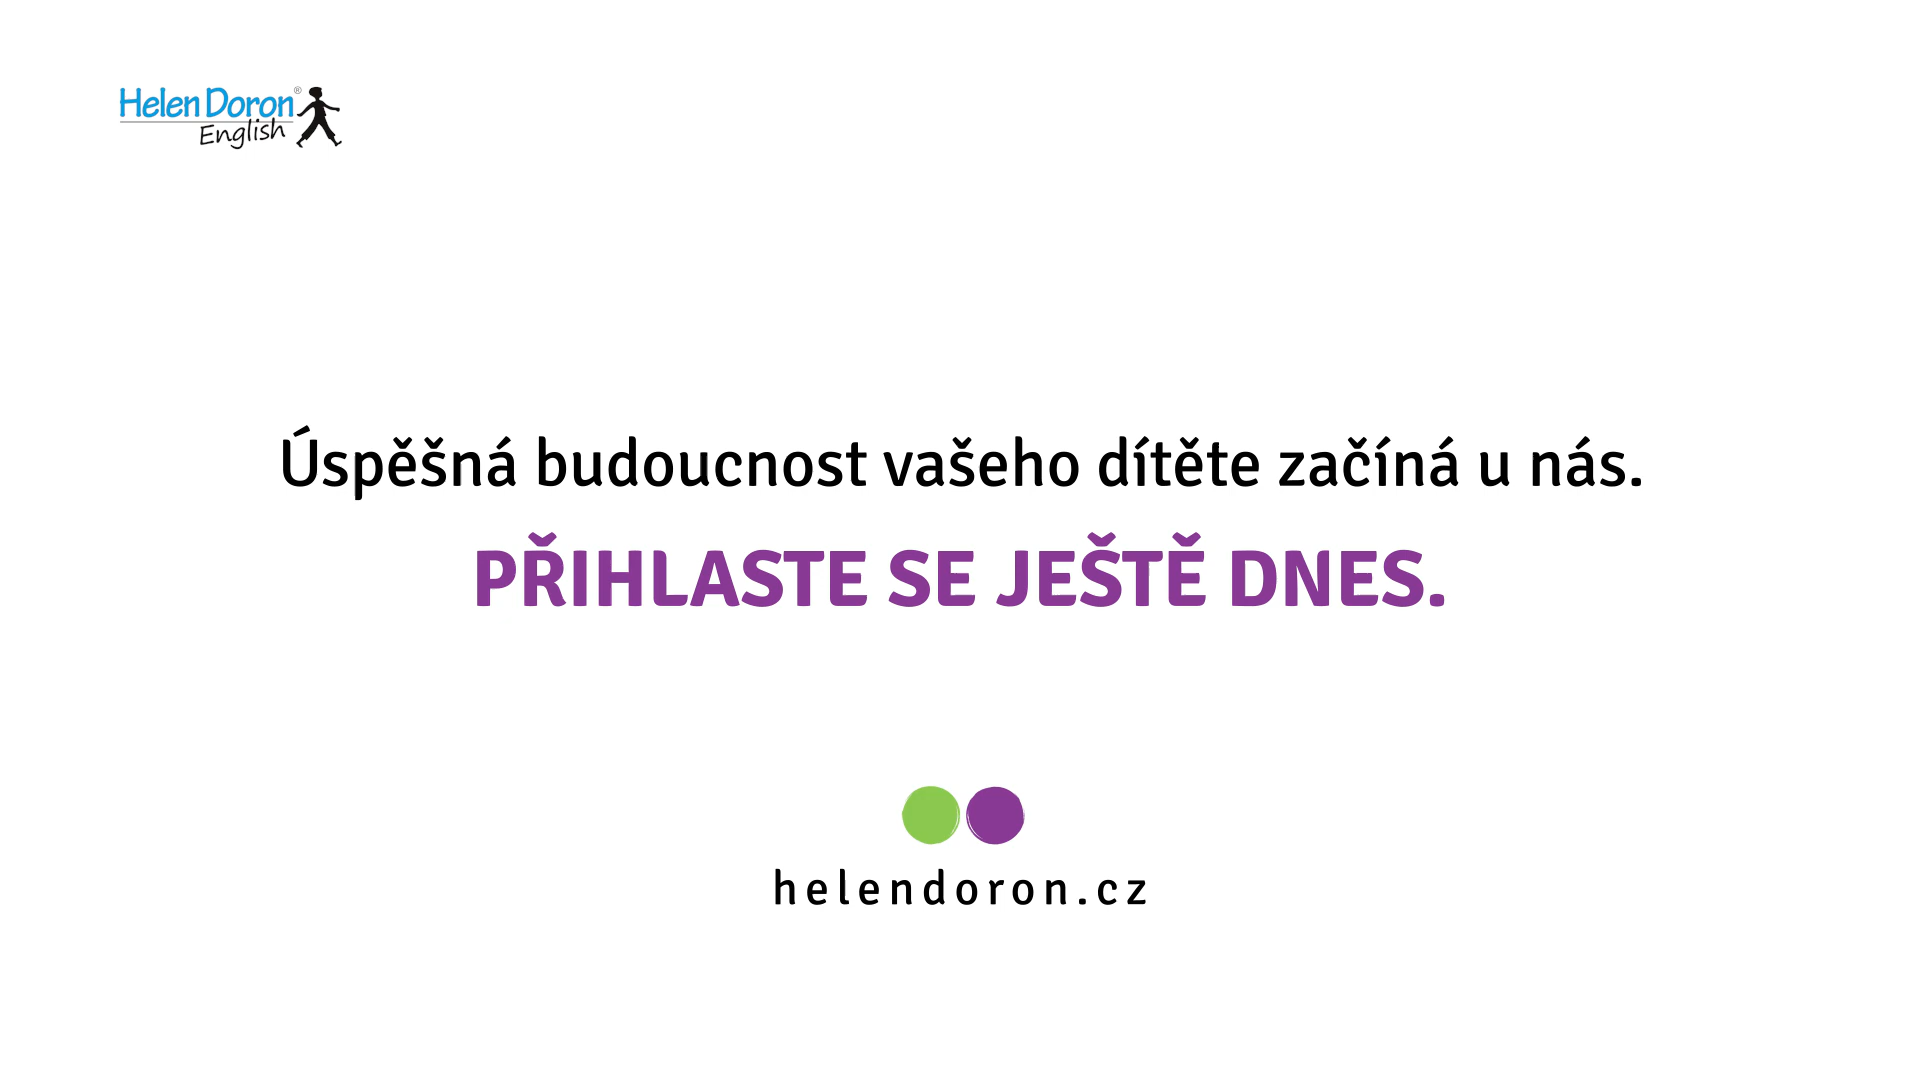 Helen Doron®
English
Úspěšná budoucnost vašeho dítěte začíná u nás.
PŘIHLASTE SE JEŠTĚ DNES.
helendoron.cz